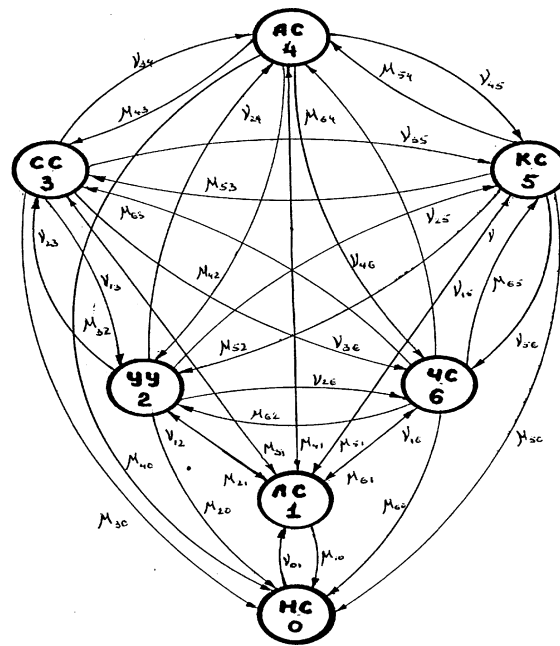 АС
4
ν₃₄
μ₅₄
ν₄₅
μ₄₃
ν₂₄
μ₆₄
СС
3
ν₃₅
КС
5
μ₅₃
μ₆₃
ν₂₅
ν
ν₂₃
ν₁₃
μ₄₂
ν₄₆
ν₁₅
μ₆₅
μ₃₂
μ₅₂
ν₃₆
ν₅₆
УУ
2
ν₂₆
ЧС
6
μ₆₂
ν₁₂
μ₃₁
μ₄₁
μ₅₁
ν₁₆
μ₅₀
μ₄₀
μ₂₁
ЛС
1
μ₆₁
μ₂₀
μ₆₀
μ₃₀
ν₀₁
μ₁₀
НС
0